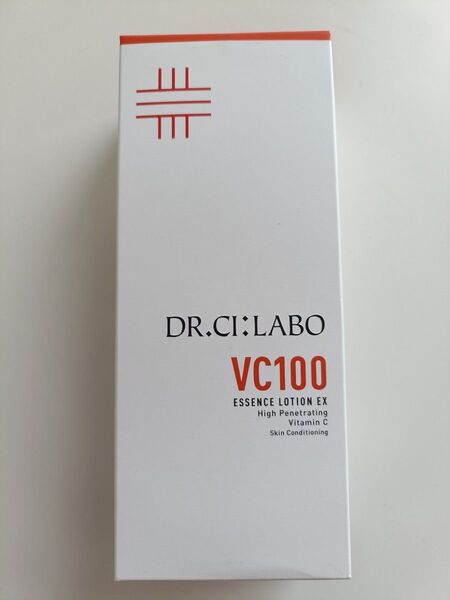 DR.CI:LABO
VC100
ESSENCE LOTION EX
High Penetrating
Vitamin C
Skin Conditioning